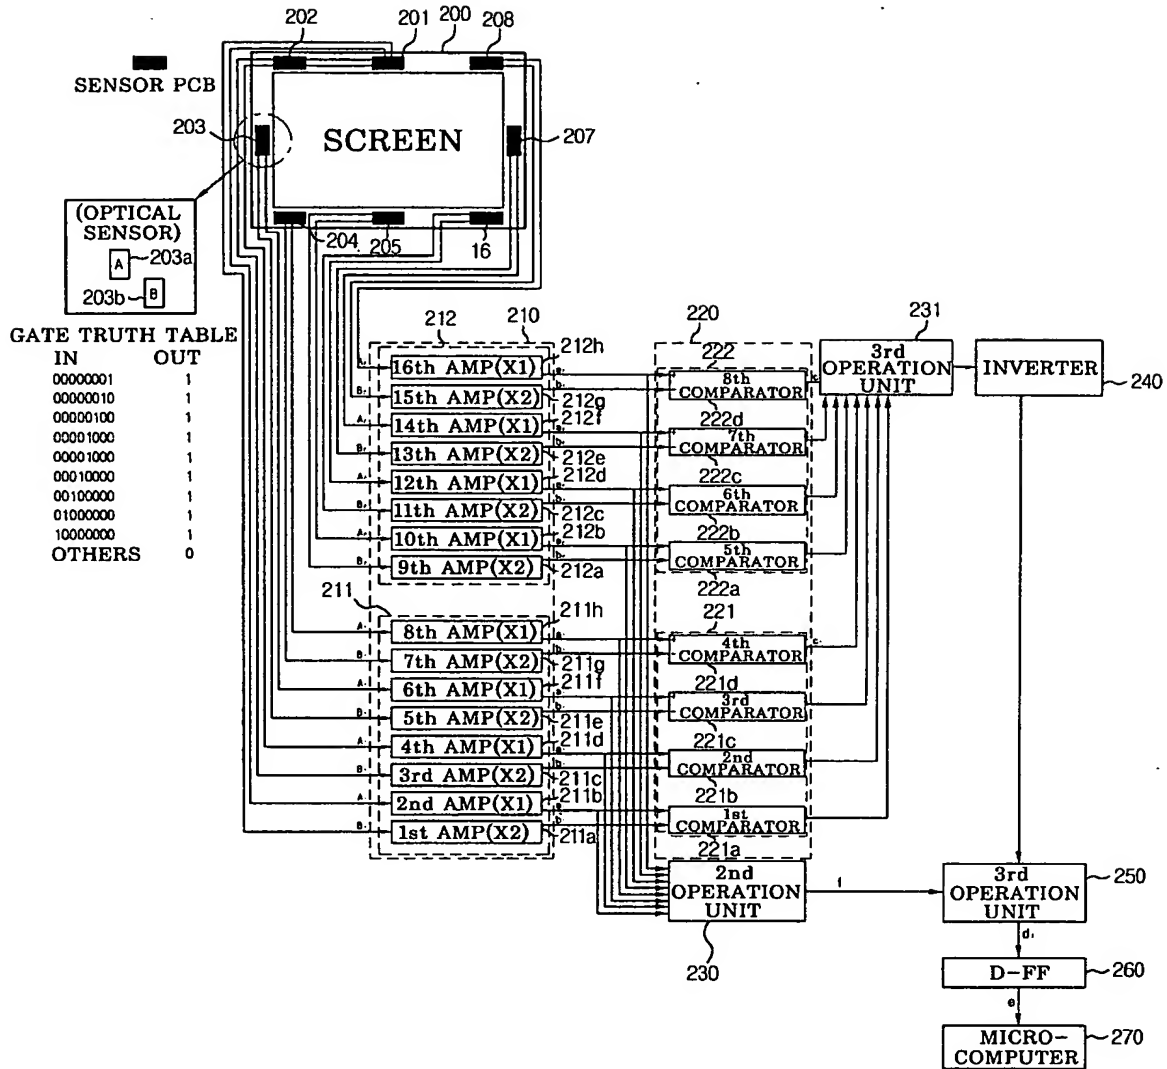 202
201
200
208
SENSOR PCB
203
SCREEN
207
(OPTICAL
SENSOR)
A
203a
203b
B
204
205
16
GATE TRUTH TABLE
IN OUT
00000001 1
00000010 1
00000100 1
00001000 1
00001000 1
00010000 1
00100000 1
01000000 1
10000000 1
OTHERS 0
212
210
16th AMP(X1)
212h
15th AMP(X2)
212g
14th AMP(X1)
212f
13th AMP(X2)
212e
12th AMP(X1)
212d
11th AMP(X2)
212c
10th AMP(X1)
212b
9th AMP(X2)
212a
211
8th AMP(X1)
211h
7th AMP(X2)
211g
6th AMP(X1)
211f
5th AMP(X2)
211e
4th AMP(X1)
211d
3rd AMP(X2)
211c
2nd AMP(X1)
211b
1st AMP(X2)
211a
220
222
8th
COMPARATOR
222d
7th
COMPARATOR
222c
6th
COMPARATOR
222b
5th
COMPARATOR
222a
221
4th
COMPARATOR
221d
3rd
COMPARATOR
221c
2nd
COMPARATOR
221b
1st
COMPARATOR
221a
2nd
OPERATION
UNIT
230
231
3rd
OPERATION
UNIT
INVERTER
240
3rd
OPERATION
UNIT
250
D-FF
260
e
MICRO-
COMPUTER
270